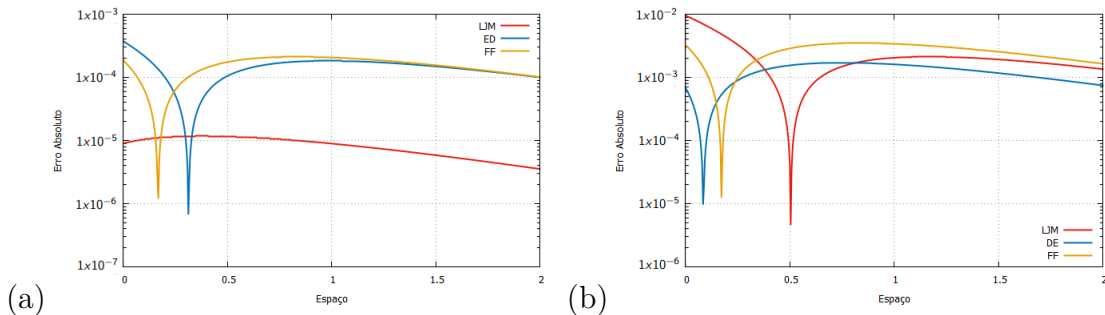 1x10⁻³
1x10⁻⁴
1x10⁻⁵
1x10⁻⁶
1x10⁻⁷
Erro Absoluto
LJM
ED
FF
0
0.5
1
1.5
2
Espaço
(a)
1x10⁻²
1x10⁻³
1x10⁻⁴
1x10⁻⁵
1x10⁻⁶
Erro Absoluto
LJM
DE
FF
0
0.5
1
1.5
2
Espaço
(b)